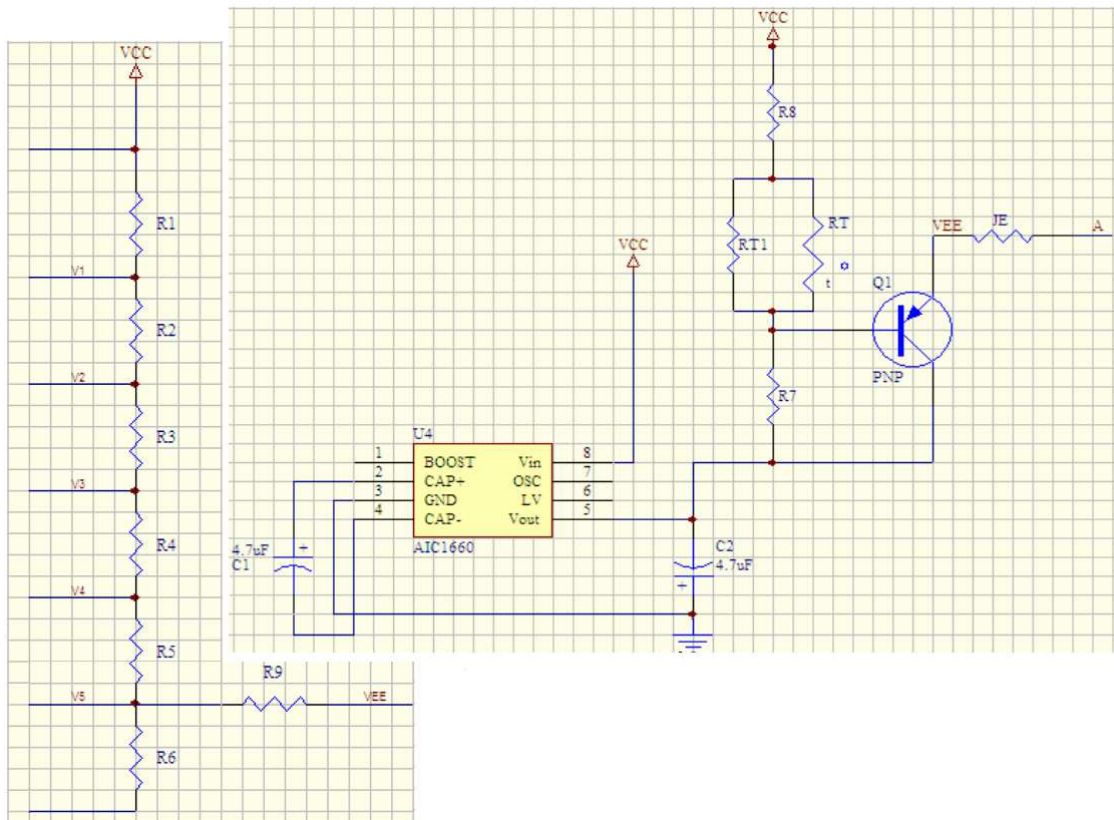 VCC
R1
V1
R2
V2
R3
V3
R4
V4
R5
V5
R9
VEE
R6
VCC
R8
RT1
RT
t
VCC
VEE
JE
A
Q1
PNP
R7
U4
1 BOOST Vin 8
2 CAP+ OSC 7
3 GND LV 6
4 CAP- Vout 5
AIC1660
4.7uF
+
C1
C2
4.7uF
+